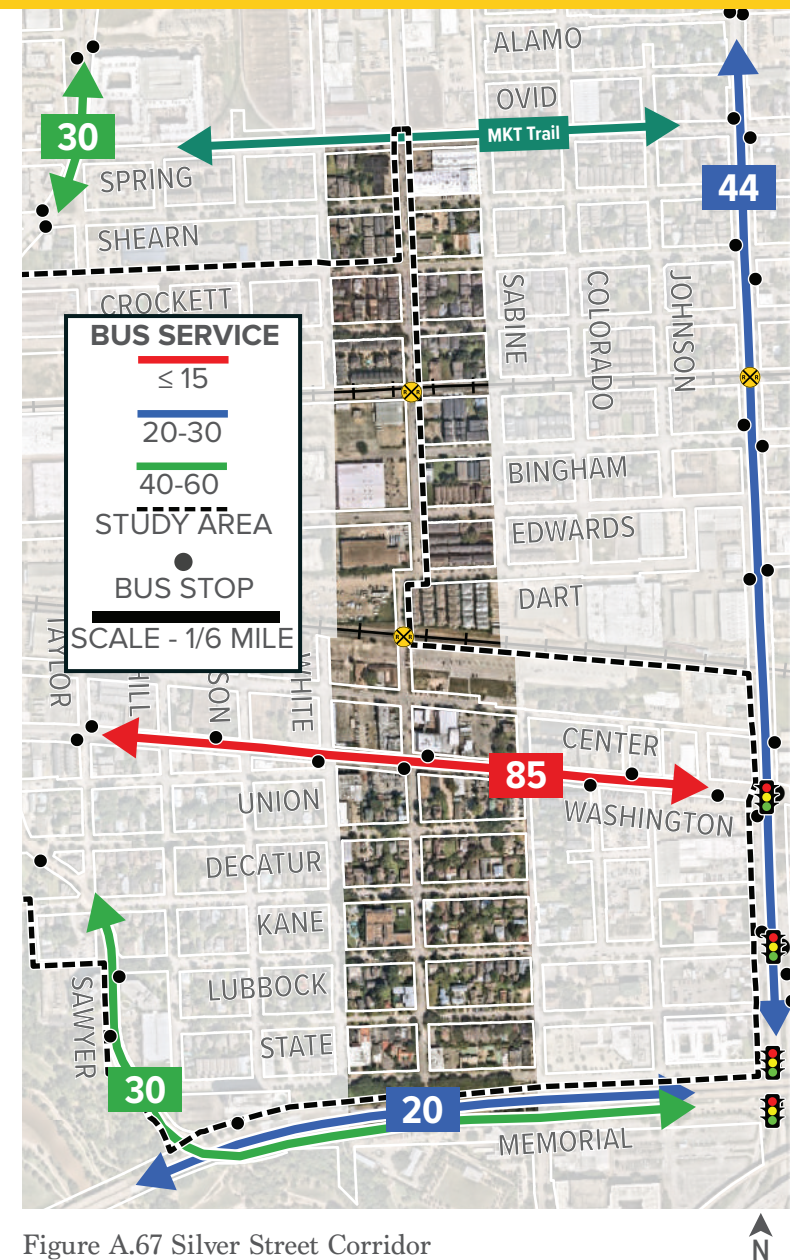 ALAMO
OVID
MKT Trail
30
SPRING
44
SHEARN
CROCKETT
SABINE
COLORADO
JOHNSON
BUS SERVICE
≤ 15
20-30
40-60
STUDY AREA
BUS STOP
SCALE - 1/6 MILE
R R
R R
R R
BINGHAM
EDWARDS
DART
TAYLOR
HILL
SON
WHITE
CENTER
85
WASHINGTON
UNION
DECATUR
KANE
LUBBOCK
SAWYER
STATE
30
20
MEMORIAL
Figure A.67 Silver Street Corridor
N